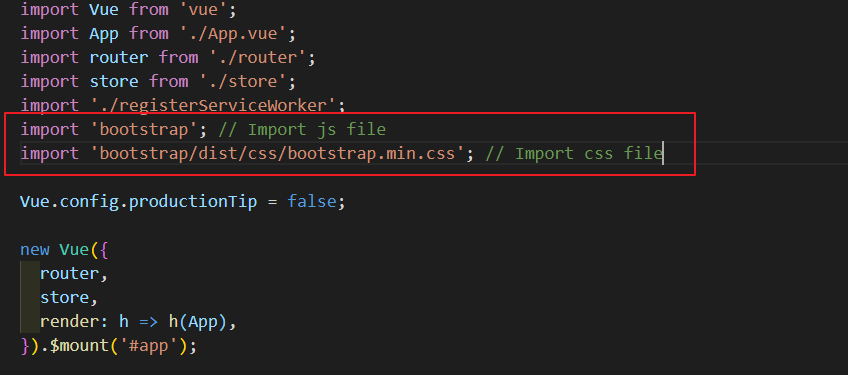 import Vue from 'vue';
import App from './App.vue';
import router from './router';
import store from './store';
import './registerServiceWorker';
import 'bootstrap'; // Import js file
import 'bootstrap/dist/css/bootstrap.min.css'; // Import css file
Vue.config.productionTip = false;
new Vue({
  router,
  store,
  render: h => h(App),
}).$mount('#app');